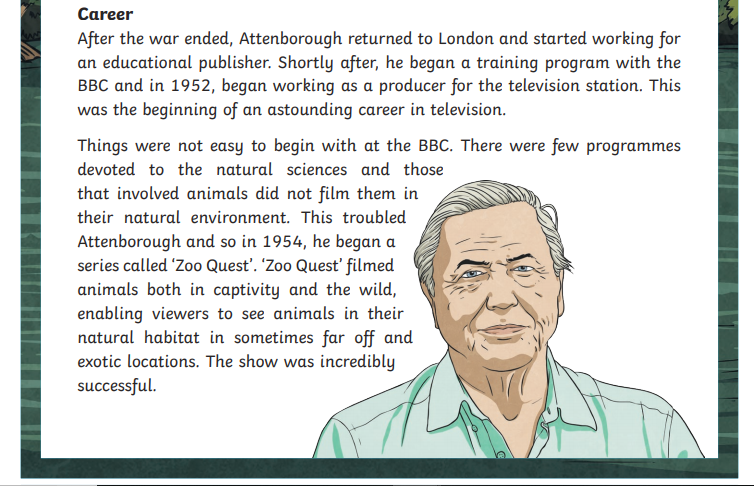 Career
After the war ended, Attenborough returned to London and started working for
an educational publisher. Shortly after, he began a training program with the
BBC and in 1952, began working as a producer for the television station. This
was the beginning of an astounding career in television.
Things were not easy to begin with at the BBC. There were few programmes
devoted to the natural sciences and those
that involved animals did not film them in
their natural environment. This troubled
Attenborough and so in 1954, he began a
series called ‘Zoo Quest’. ‘Zoo Quest’ filmed
animals both in captivity and the wild,
enabling viewers to see animals in their
natural habitat in sometimes far off and
exotic locations. The show was incredibly
successful.